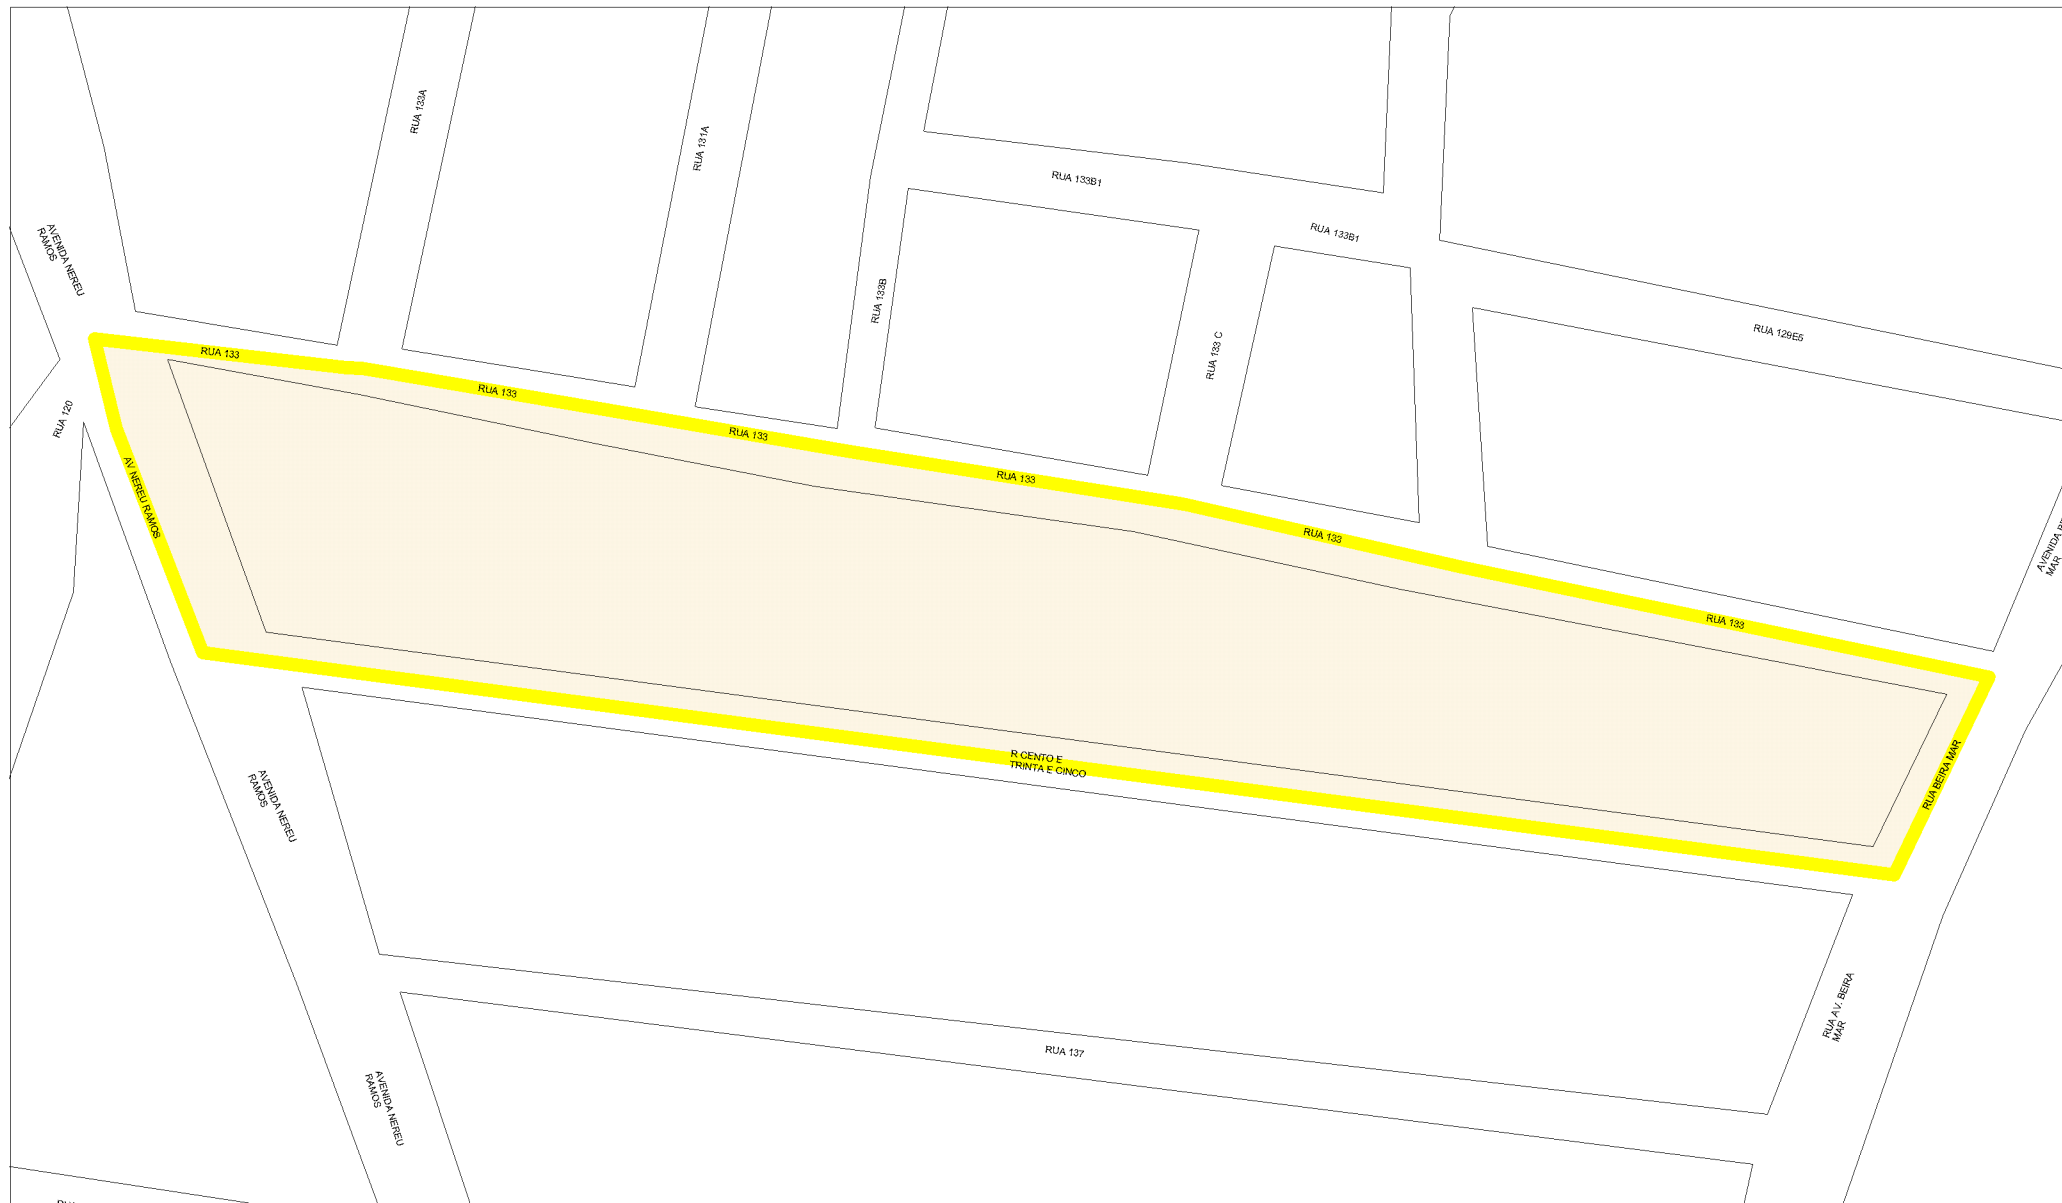 RUA 133A
RUA 131A
RUA 133B1
RUA 133B1
AVENIDA NEREU
RAMOS
RUA 133B
RUA 133 C
RUA 129E5
RUA 133
RUA 133
RUA 133
RUA 133
RUA 133
RUA 133
RUA 120
AV NEREU RAMOS
AVENIDA BE
MAR
R CENTO E
TRINTA E CINCO
RUA BEIRA MAR
AVENIDA NEREU
RAMOS
RUA AV. BEIRA
MAR
RUA 137
AVENIDA NEREU
RAMOS